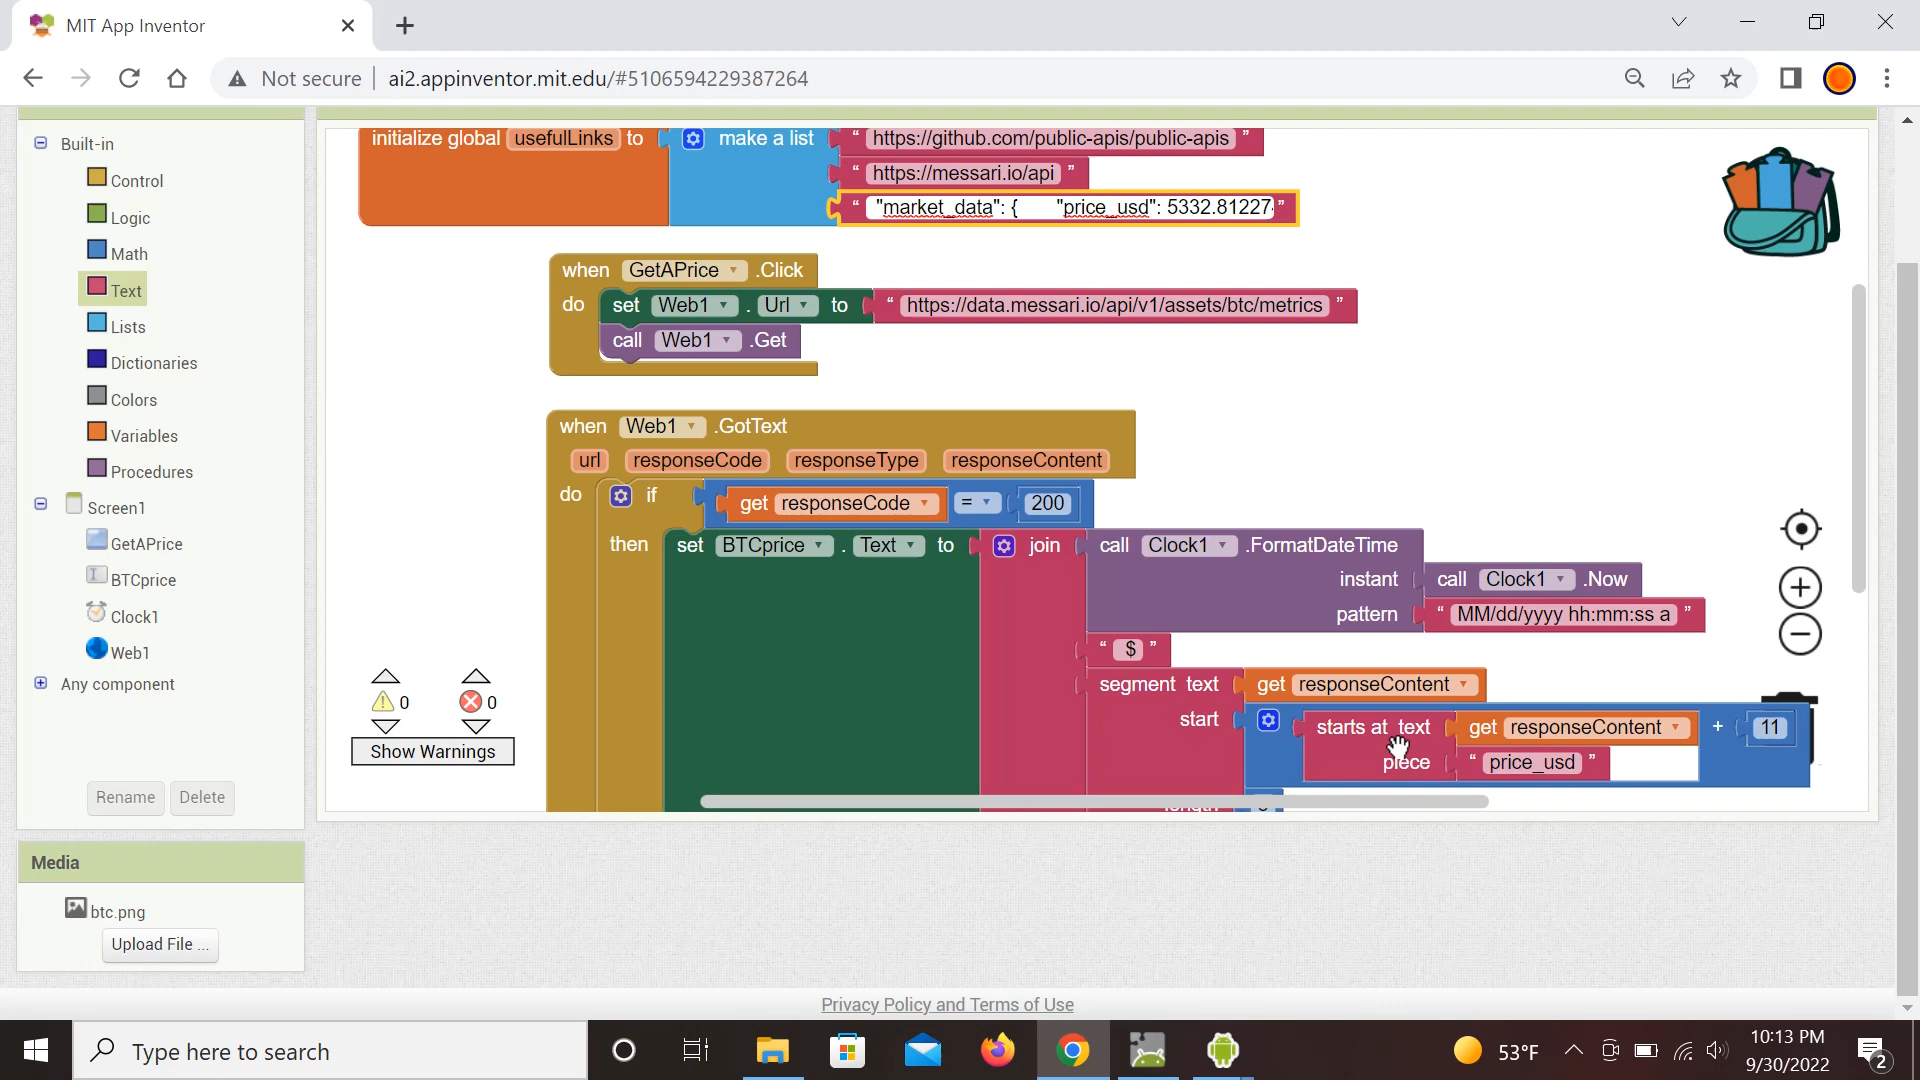 MIT App Inventor
Not secure ai2.appinventor.mit.edu/#5106594229387264
Built-in
Control
Logic
Math
Text
Lists
Dictionaries
Colors
Variables
Procedures
Screen1
GetAPrice
BTCprice
Clock1
Web1
Any component
Rename Delete
Media
btc.png
Upload File ...
initialize global usefulLinks to make a list “ https://github.com/public-apis/public-apis ”
“ https://messari.io/api ”
“ "market_data": { "price_usd": 5332.81227 ”
when GetAPrice .Click
do set Web1 . Url to “ https://data.messari.io/api/v1/assets/btc/metrics ”
call Web1 .Get
when Web1 .GotText
url responseCode responseType responseContent
do if get responseCode = 200
then set BTCprice . Text to join call Clock1 .FormatDateTime
instant call Clock1 .Now
pattern “ MM/dd/yyyy hh:mm:ss a ”
“ $ ”
segment text get responseContent
start starts at text get responseContent + 11
piece “ price_usd ”
0 0
Show Warnings
Privacy Policy and Terms of Use
Type here to search
53°F
10:13 PM
9/30/2022
2